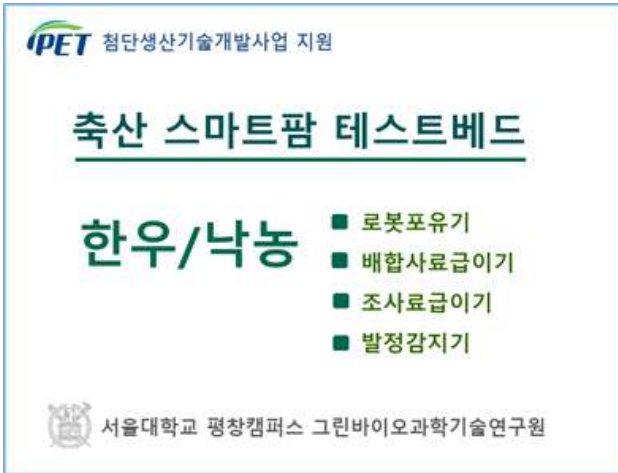 iPET 첨단생산기술개발사업 지원
축산 스마트팜 테스트베드
한우/낙농
■ 로봇포유기
■ 배합사료급이기
■ 조사료급이기
■ 발정감지기
서울대학교 평창캠퍼스 그린바이오과학기술연구원